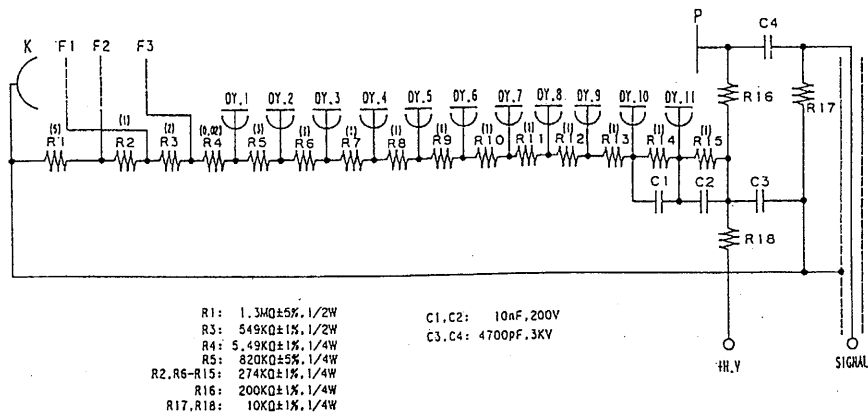 P
C4
K F1 F2 F3
R16
R17
DY.1 DY.2 DY.3 DY.4 DY.5 DY.6 DY.7 DY.8 DY.9 DY.10 DY.11
(5) (1) (2) (0.02) (3) (1) (1) (1) (1) (1) (1) (1) (1) (1) (1)
R1 R2 R3 R4 R5 R6 R7 R8 R9 R10 R11 R12 R13 R14 R15
C1 C2 C3
R18
R1: 1.3MΩ±5%,1/2W
R3: 549KΩ±1%,1/2W
R4: 5.49KΩ±1%,1/4W
R5: 820KΩ±5%,1/4W
R2,R6-R15: 274KΩ±1%,1/4W
R16: 200KΩ±1%,1/4W
R17,R18: 10KΩ±1%,1/4W
C1,C2: 10nF,200V
C3,C4: 4700pF,3KV
+H.V
SIGNAL